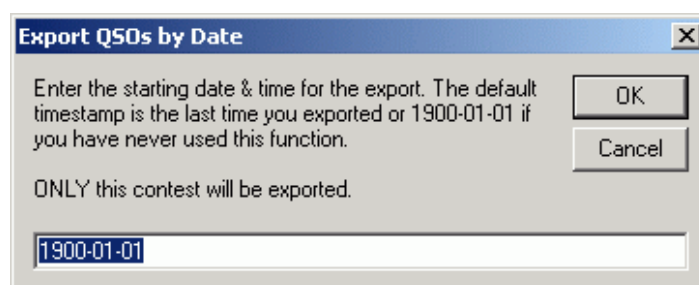 Export QSOs by Date
Enter the starting date & time for the export. The default
timestamp is the last time you exported or 1900-01-01 if
you have never used this function.
ONLY this contest will be exported.
OK
Cancel
1900-01-01